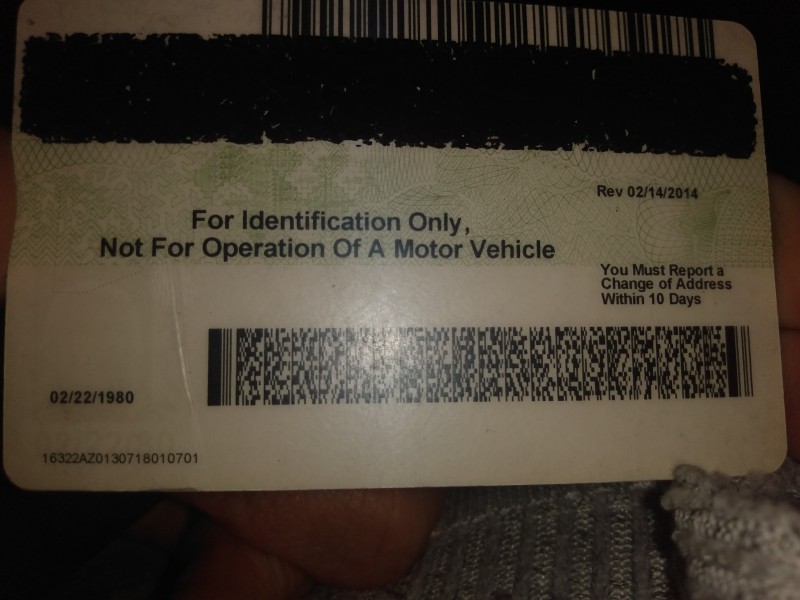 Rev 02/14/2014
For Identification Only,
Not For Operation Of A Motor Vehicle
You Must Report a
Change of Address
Within 10 Days
02/22/1980
16322AZ0130718010701